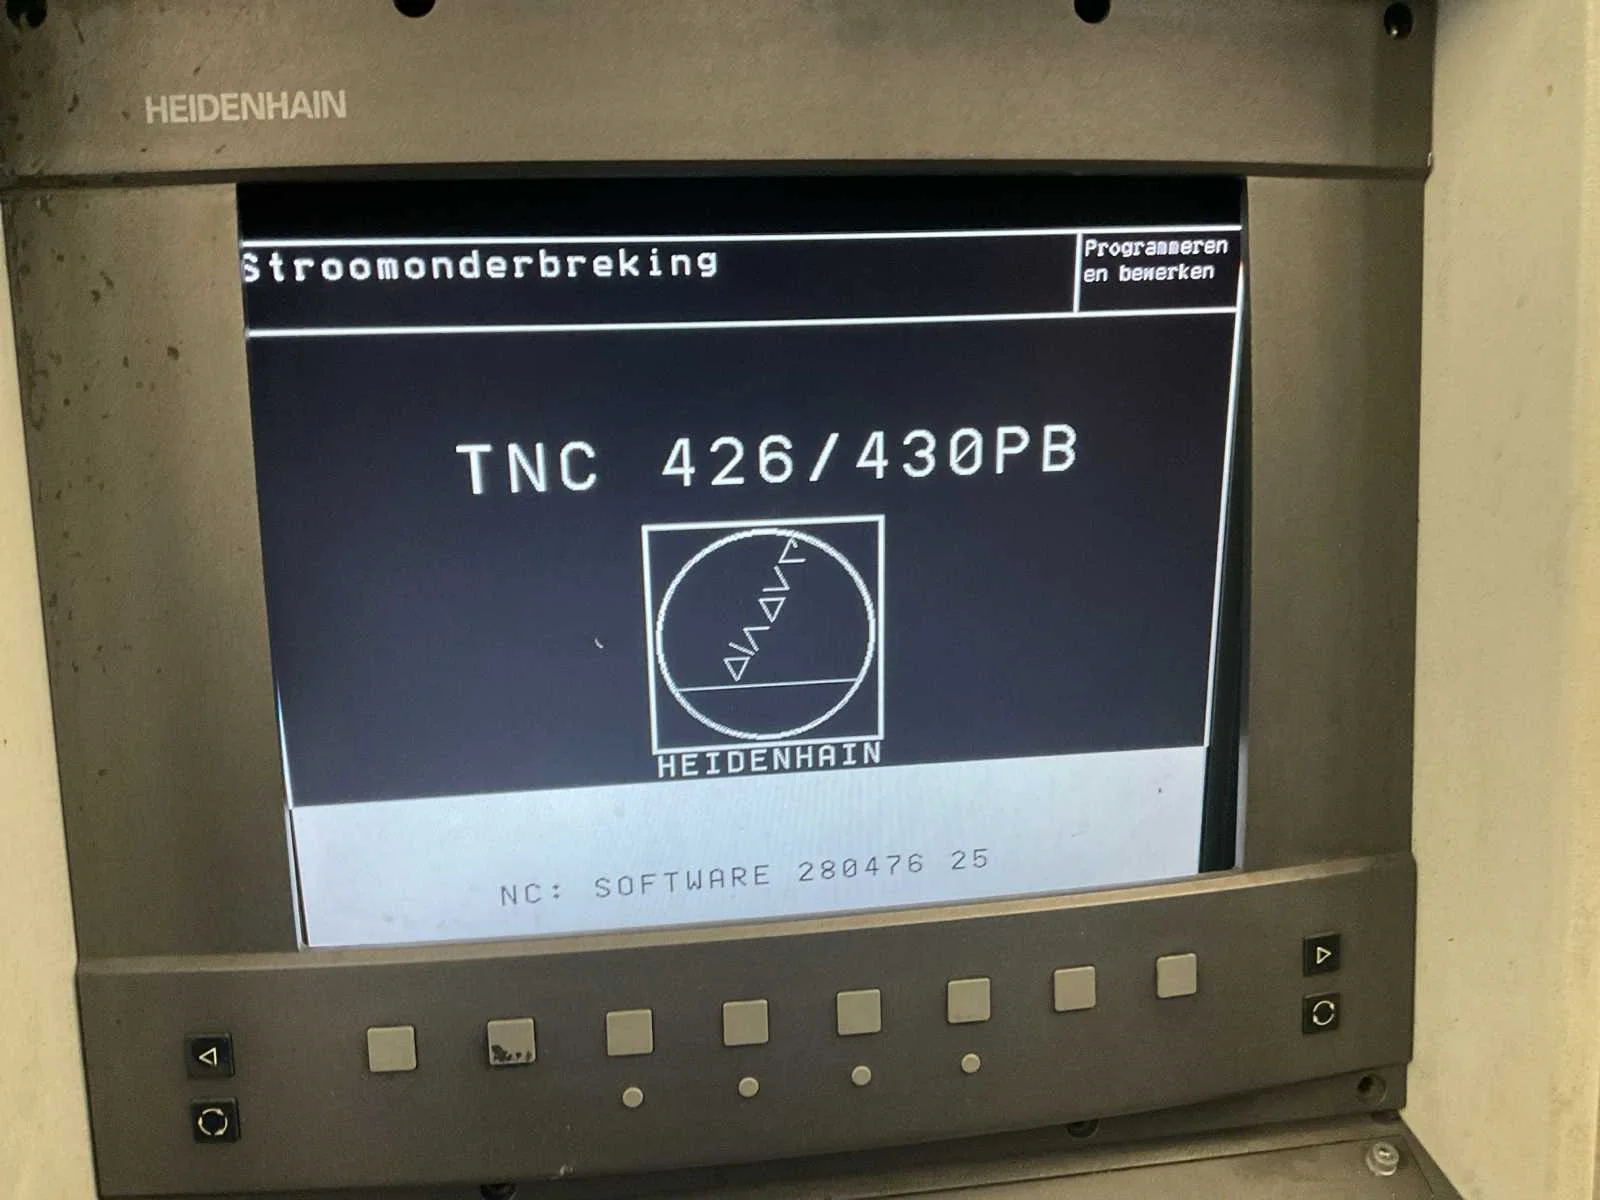 HEIDENHAIN
Stroomonderbreking
Programmeren
en bewerken
TNC 426/430PB
HEIDENHAIN
NC: SOFTWARE 280476 25